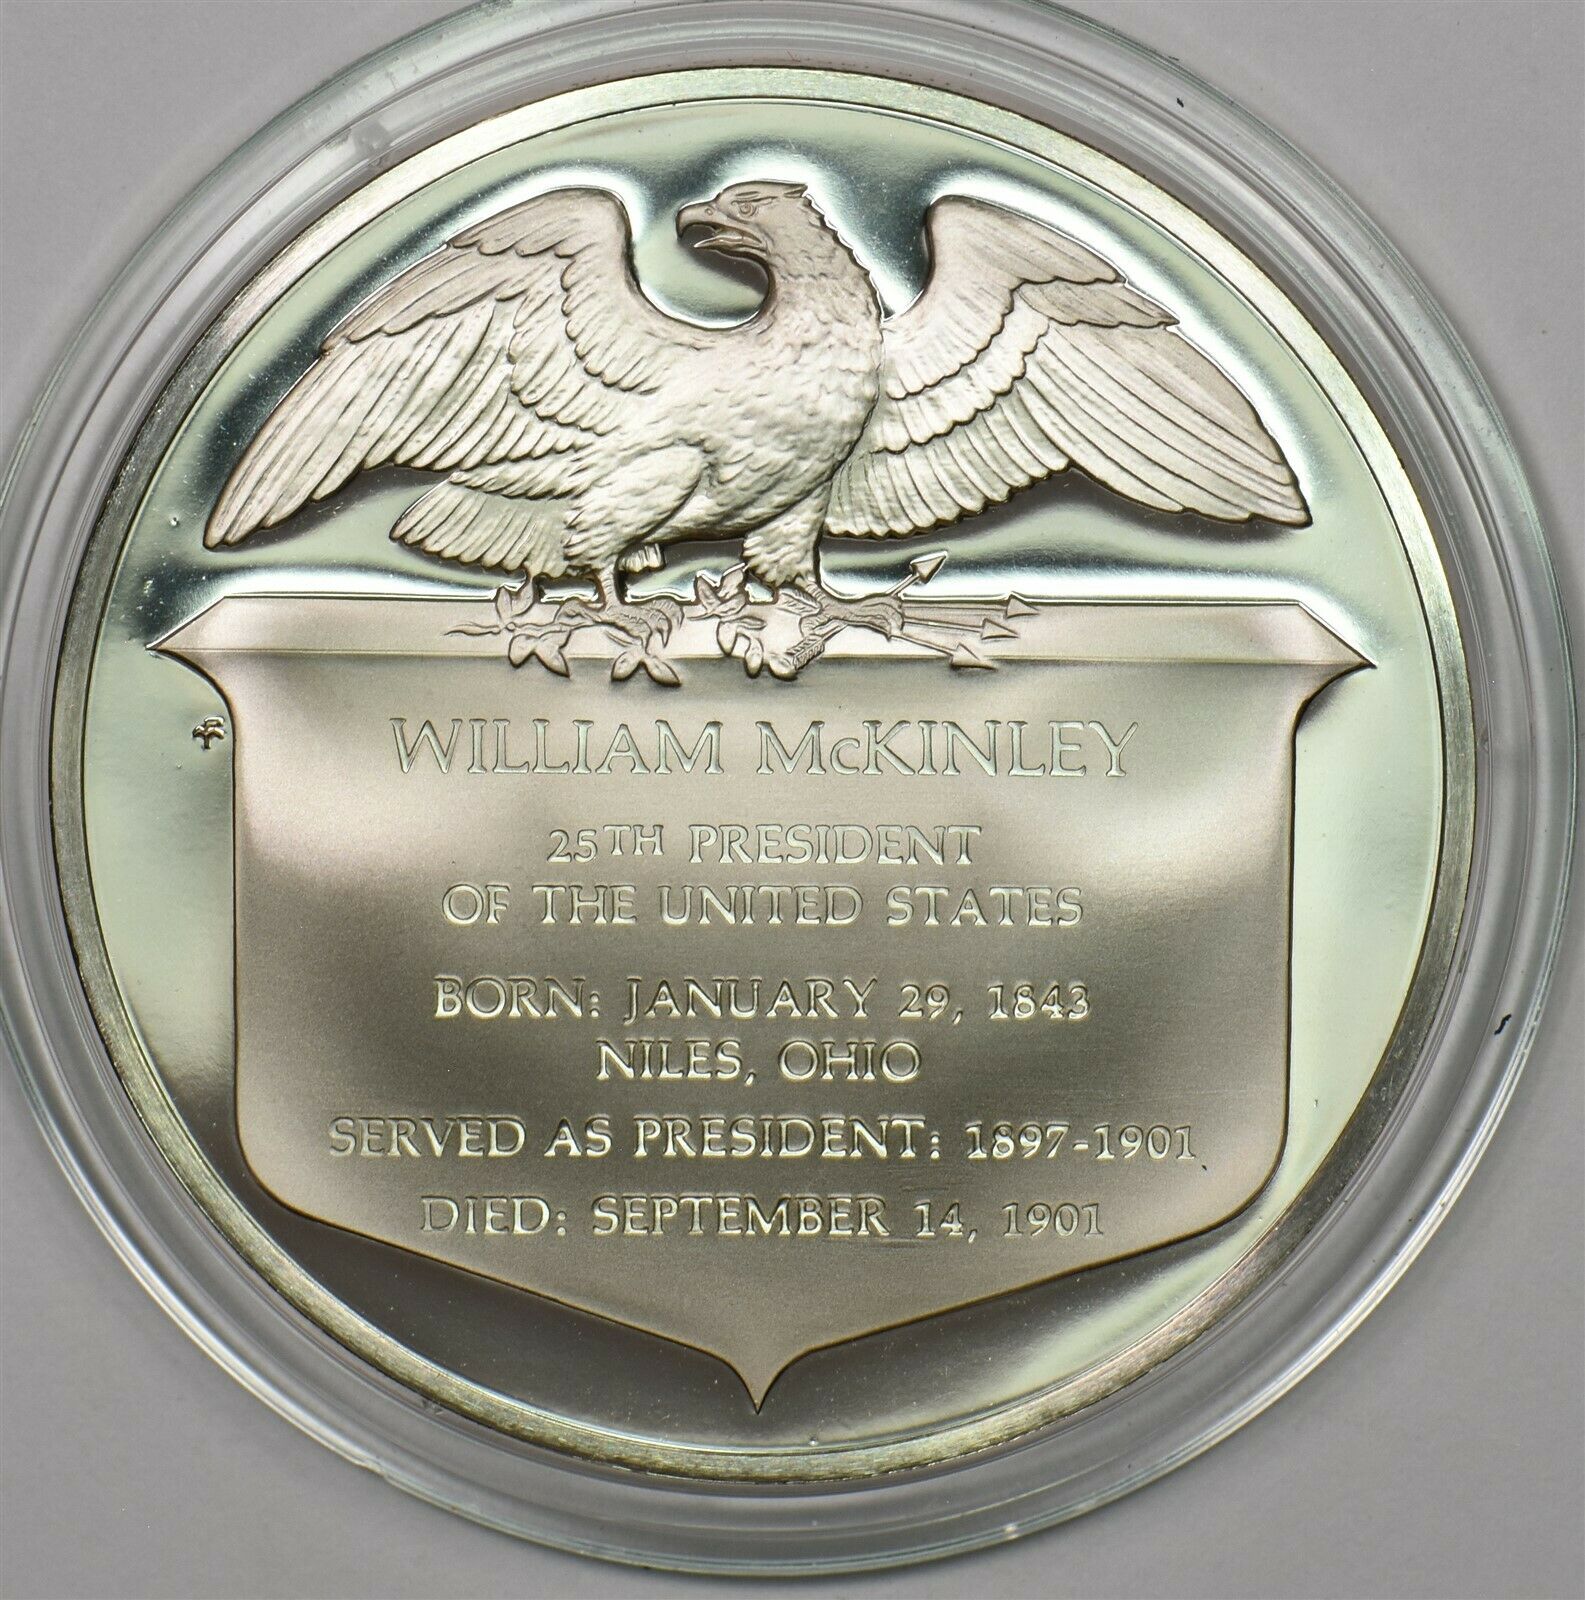 WILLIAM McKINLEY
25TH PRESIDENT
OF THE UNITED STATES
BORN: JANUARY 29, 1843
NILES, OHIO
SERVED AS PRESIDENT: 1897-1901
DIED: SEPTEMBER 14, 1901